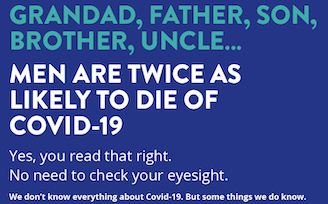 GRANDAD, FATHER, SON,
BROTHER, UNCLE...
MEN ARE TWICE AS
LIKELY TO DIE OF
COVID-19
Yes, you read that right.
No need to check your eyesight.
We don't know everything about Covid-19. But some things we do know.